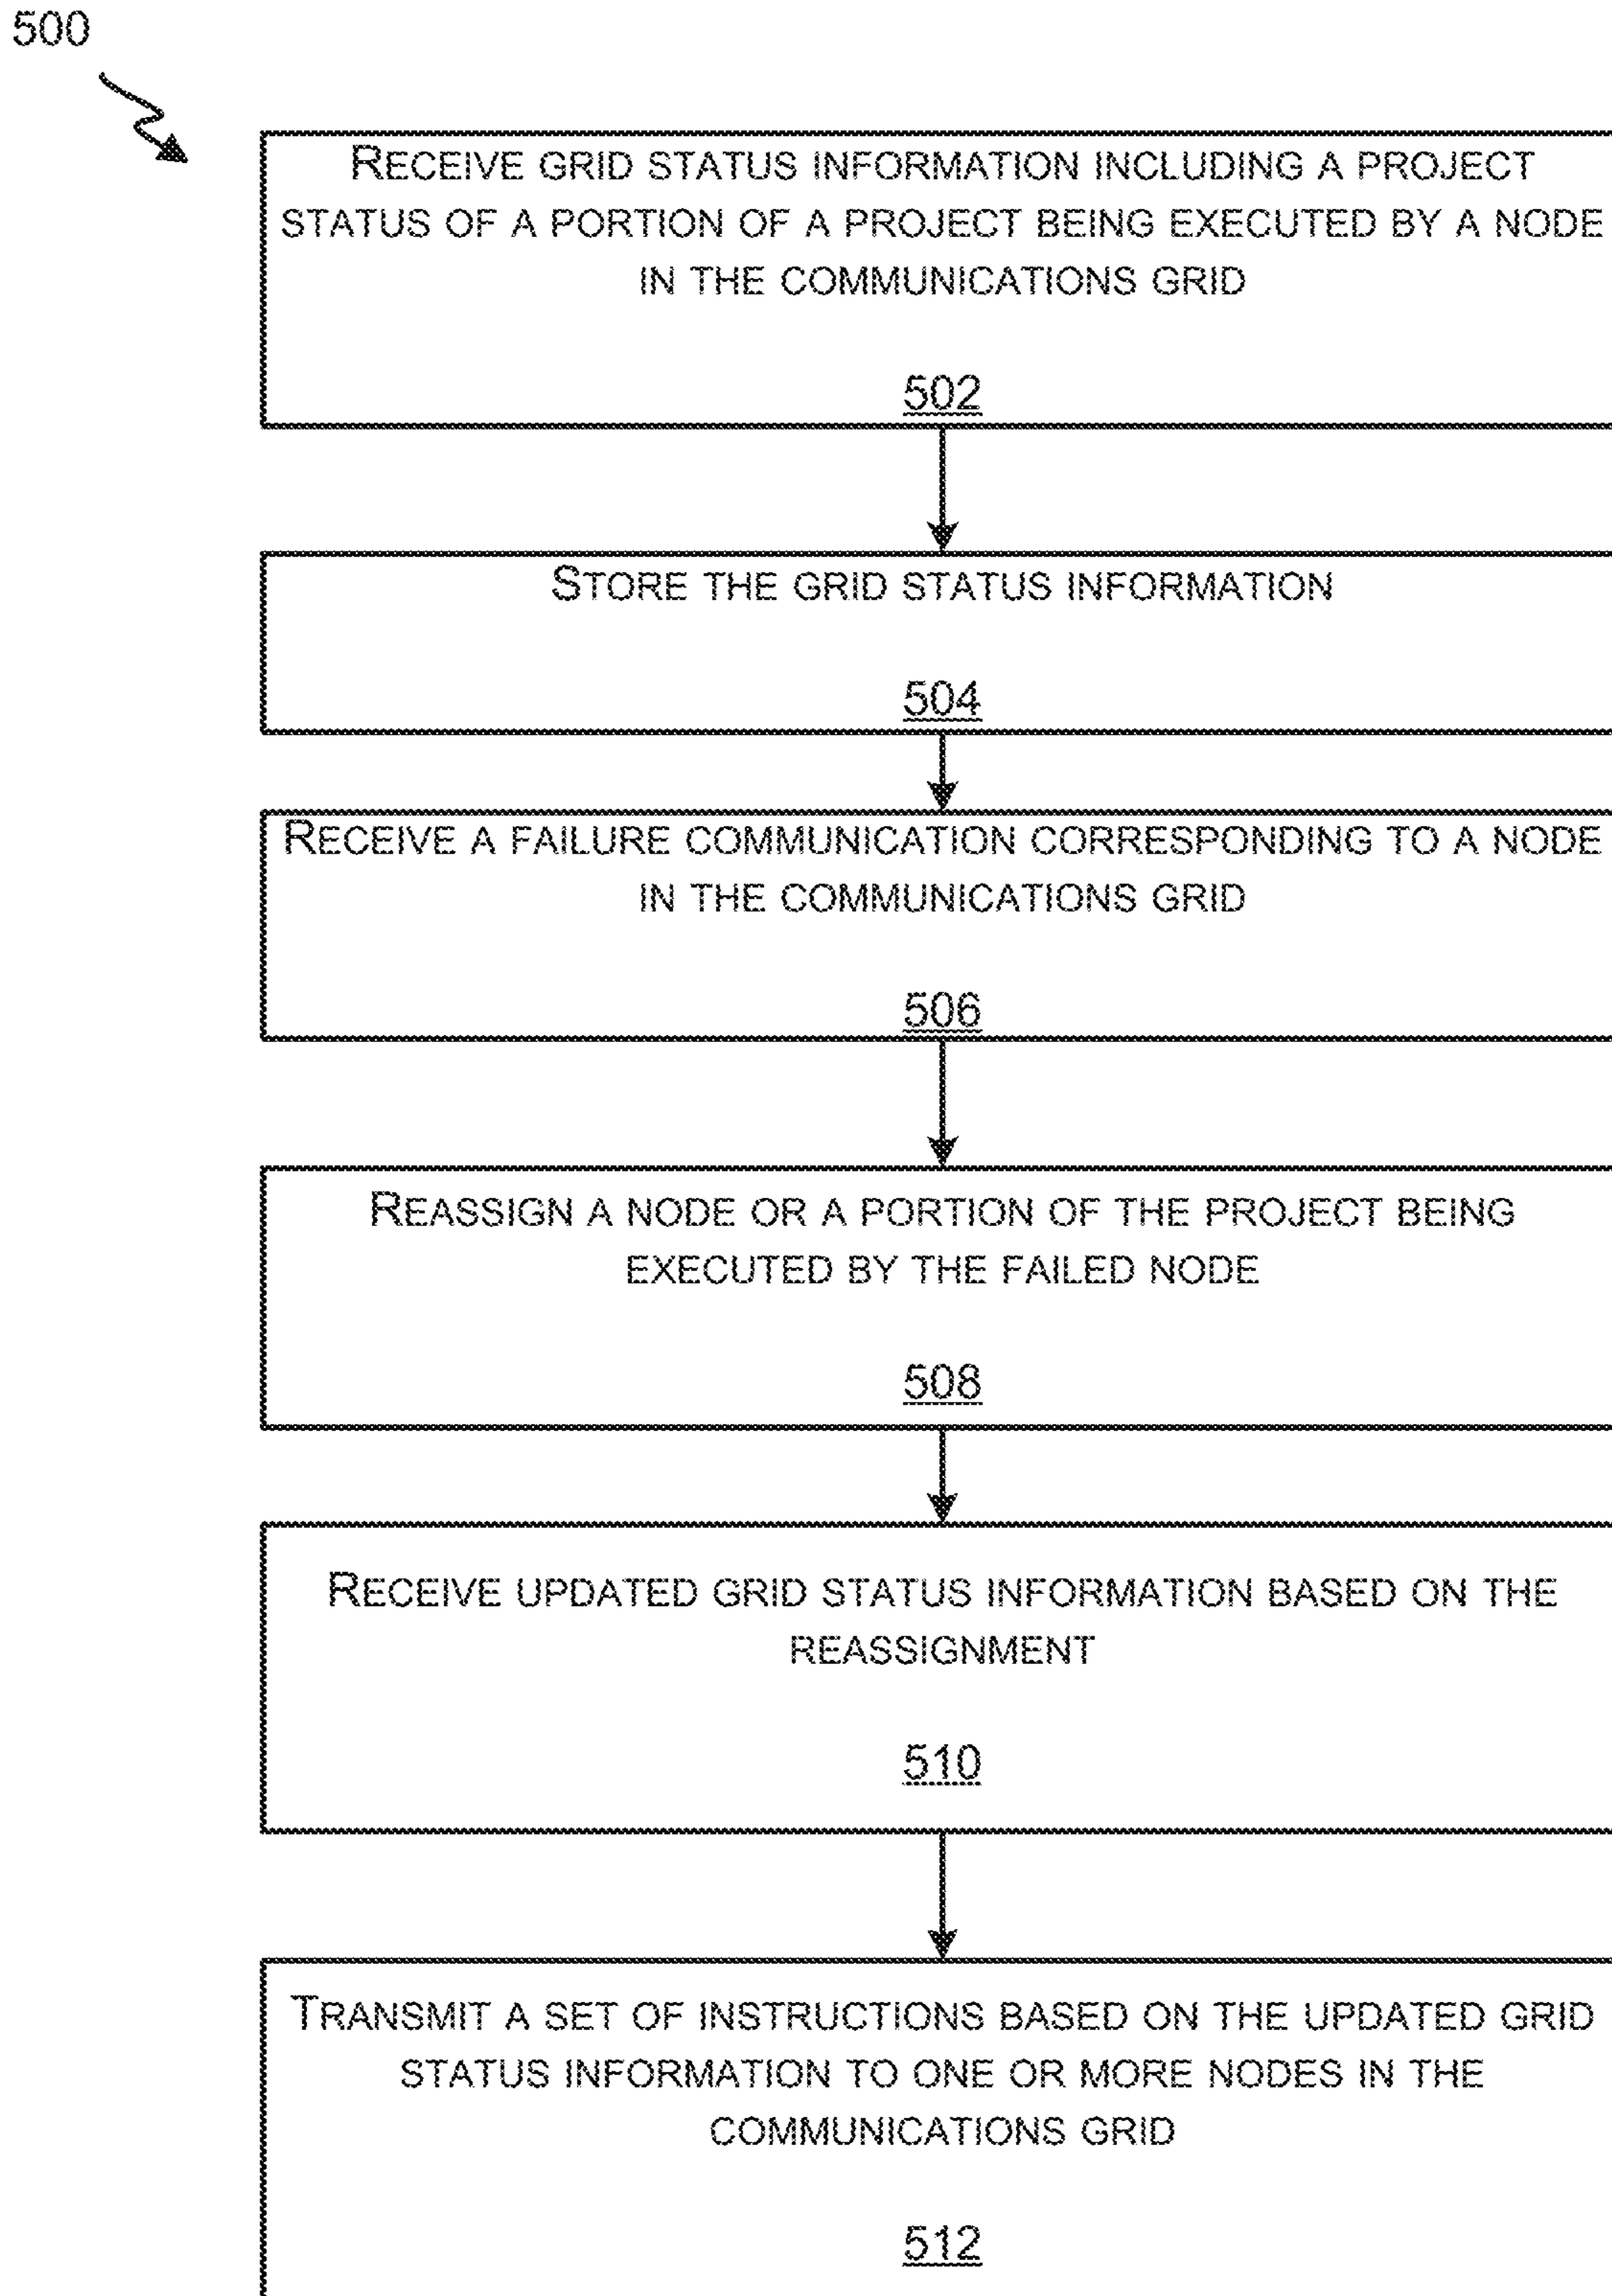 500
RECEIVE GRID STATUS INFORMATION INCLUDING A PROJECT
STATUS OF A PORTION OF A PROJECT BEING EXECUTED BY A NODE
IN THE COMMUNICATIONS GRID
502
STORE THE GRID STATUS INFORMATION
504
RECEIVE A FAILURE COMMUNICATION CORRESPONDING TO A NODE
IN THE COMMUNICATIONS GRID
506
REASSIGN A NODE OR A PORTION OF THE PROJECT BEING
EXECUTED BY THE FAILED NODE
508
RECEIVE UPDATED GRID STATUS INFORMATION BASED ON THE
REASSIGNMENT
510
TRANSMIT A SET OF INSTRUCTIONS BASED ON THE UPDATED GRID
STATUS INFORMATION TO ONE OR MORE NODES IN THE
COMMUNICATIONS GRID
512